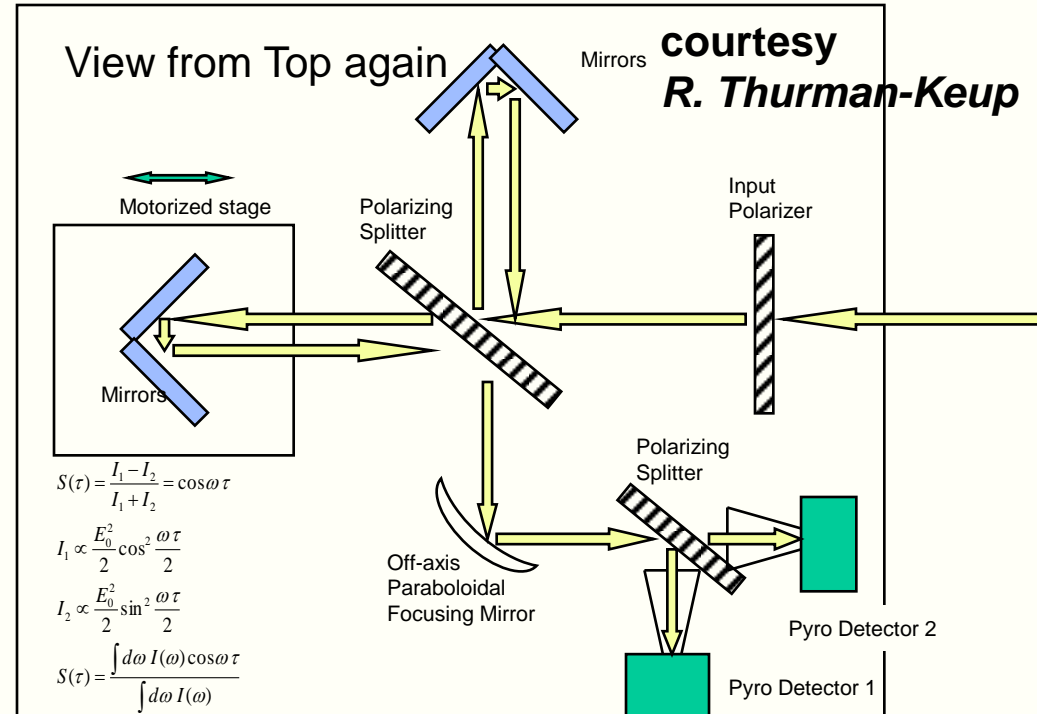 View from Top again
courtesy
R. Thurman-Keup
Mirrors
Motorized stage
Polarizing
Splitter
Input
Polarizer
Mirrors
S(τ) = (I₁ − I₂) / (I₁ + I₂) = cos ω τ
I₁ ∝ E₀²/2 cos² ωτ/2
I₂ ∝ E₀²/2 sin² ωτ/2
S(τ) = ∫ dω I(ω) cos ω τ / ∫ dω I(ω)
Polarizing
Splitter
Off-axis
Paraboloidal
Focusing Mirror
Pyro Detector 2
Pyro Detector 1